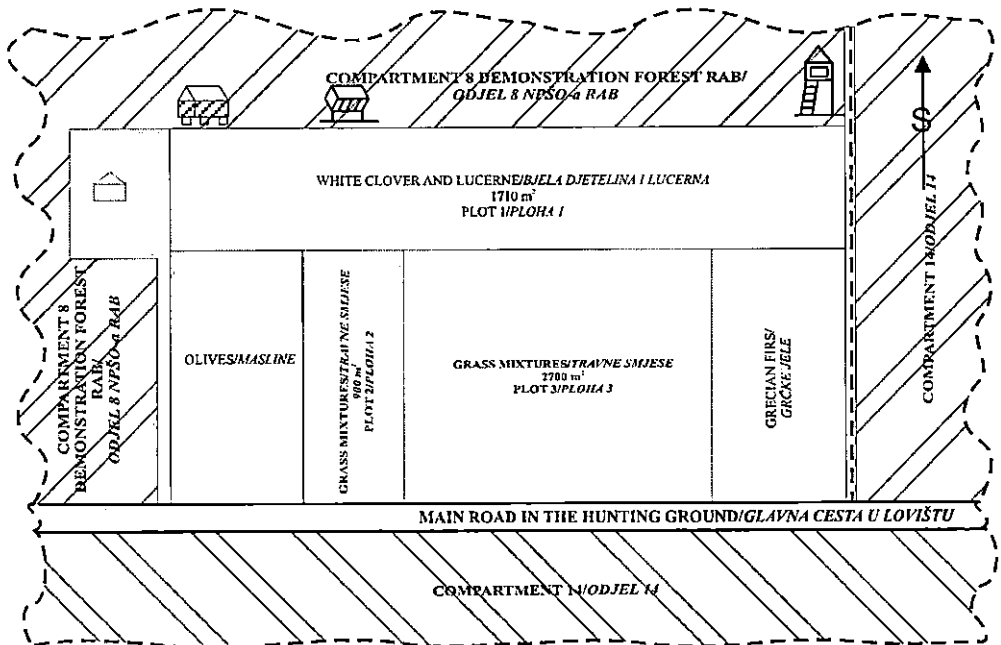 COMPARTMENT 8 DEMONSTRATION FOREST RAB/
ODJEL 8 NPŠO-a RAB
S
WHITE CLOVER AND LUCERNE/BJELA DJETELINA I LUCERNA
1710 m²
PLOT 1/PLOHA 1
COMPARTMENT 14/ODJEL 14
COMPARTMENT 8
DEMONSTRATION FOREST
RAB/
ODJEL 8 NPŠO-a RAB
OLIVES/MASLINE
GRASS MIXTURES/TRAVNE SMJESE
900 m²
PLOT 2/PLOHA 2
GRASS MIXTURES/TRAVNE SMJESE
2700 m²
PLOT 3/PLOHA 3
GRECIAN FIRS/
GRČKE JELE
MAIN ROAD IN THE HUNTING GROUND/GLAVNA CESTA U LOVIŠTU
COMPARTMENT 14/ODJEL 14